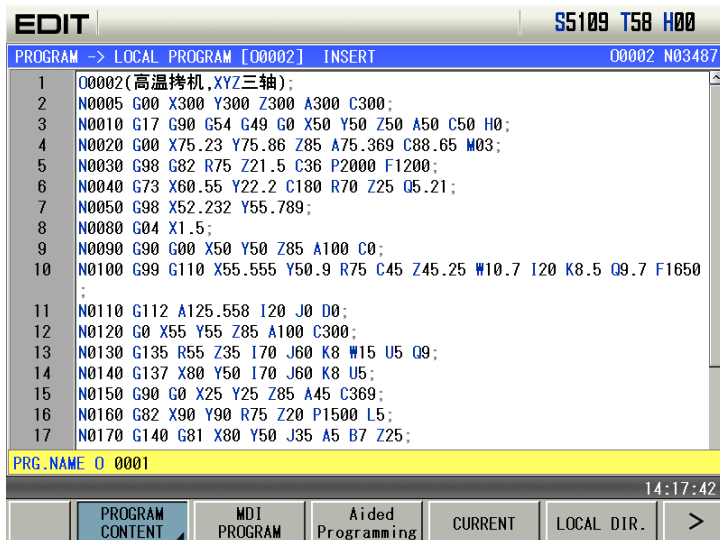 EDIT S5109 T58 H00
PROGRAM -> LOCAL PROGRAM [O0002] INSERT O0002 N03487
1 O0002(高温拷机,XYZ三轴);
2 N0005 G00 X300 Y300 Z300 A300 C300;
3 N0010 G17 G90 G54 G49 G0 X50 Y50 Z50 A50 C50 H0;
4 N0020 G00 X75.23 Y75.86 Z85 A75.369 C88.65 M03;
5 N0030 G98 G82 R75 Z21.5 C36 P2000 F1200;
6 N0040 G73 X60.55 Y22.2 C180 R70 Z25 Q5.21;
7 N0050 G98 X52.232 Y55.789;
8 N0080 G04 X1.5;
9 N0090 G90 G00 X50 Y50 Z85 A100 C0;
10 N0100 G99 G110 X55.555 Y50.9 R75 C45 Z45.25 W10.7 I20 K8.5 Q9.7 F1650
;
11 N0110 G112 A125.558 I20 J0 D0;
12 N0120 G0 X55 Y55 Z85 A100 C300;
13 N0130 G135 R55 Z35 I70 J60 K8 W15 U5 Q9;
14 N0140 G137 X80 Y50 I70 J60 K8 U5;
15 N0150 G90 G0 X25 Y25 Z85 A45 C369;
16 N0160 G82 X90 Y90 R75 Z20 P1500 L5;
17 N0170 G140 G81 X80 Y50 J35 A5 B7 Z25;
PRG.NAME O 0001
14:17:42
PROGRAM CONTENT
MDI PROGRAM
Aided Programming
CURRENT
LOCAL DIR.
>